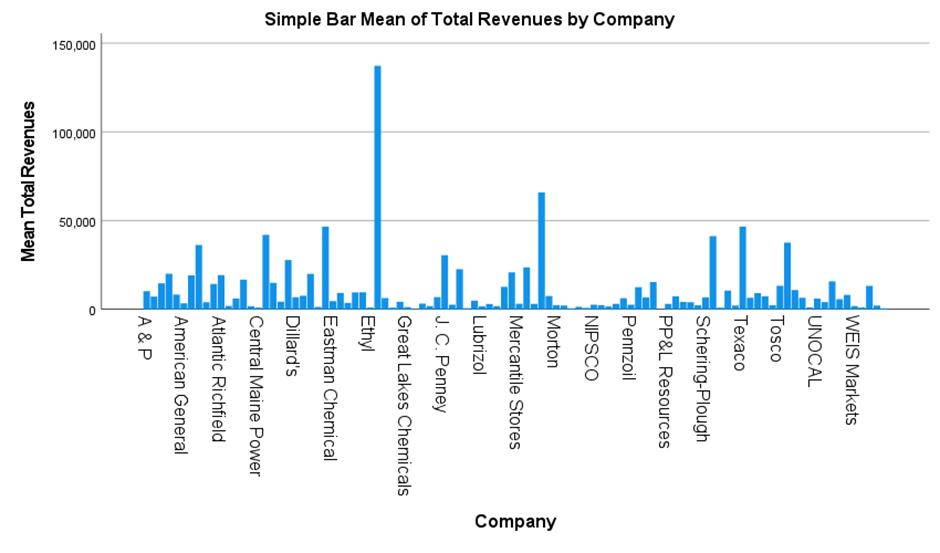 Simple Bar Mean of Total Revenues by Company
Mean Total Revenues
150,000
100,000
50,000
0
A & P
American General
Atlantic Richfield
Central Maine Power
Dillard's
Eastman Chemical
Ethyl
Great Lakes Chemicals
J. C. Penney
Lubrizol
Mercantile Stores
Morton
NIPSCO
Pennzoil
PP&L Resources
Schering-Plough
Texaco
Tosco
UNOCAL
WEIS Markets
Company